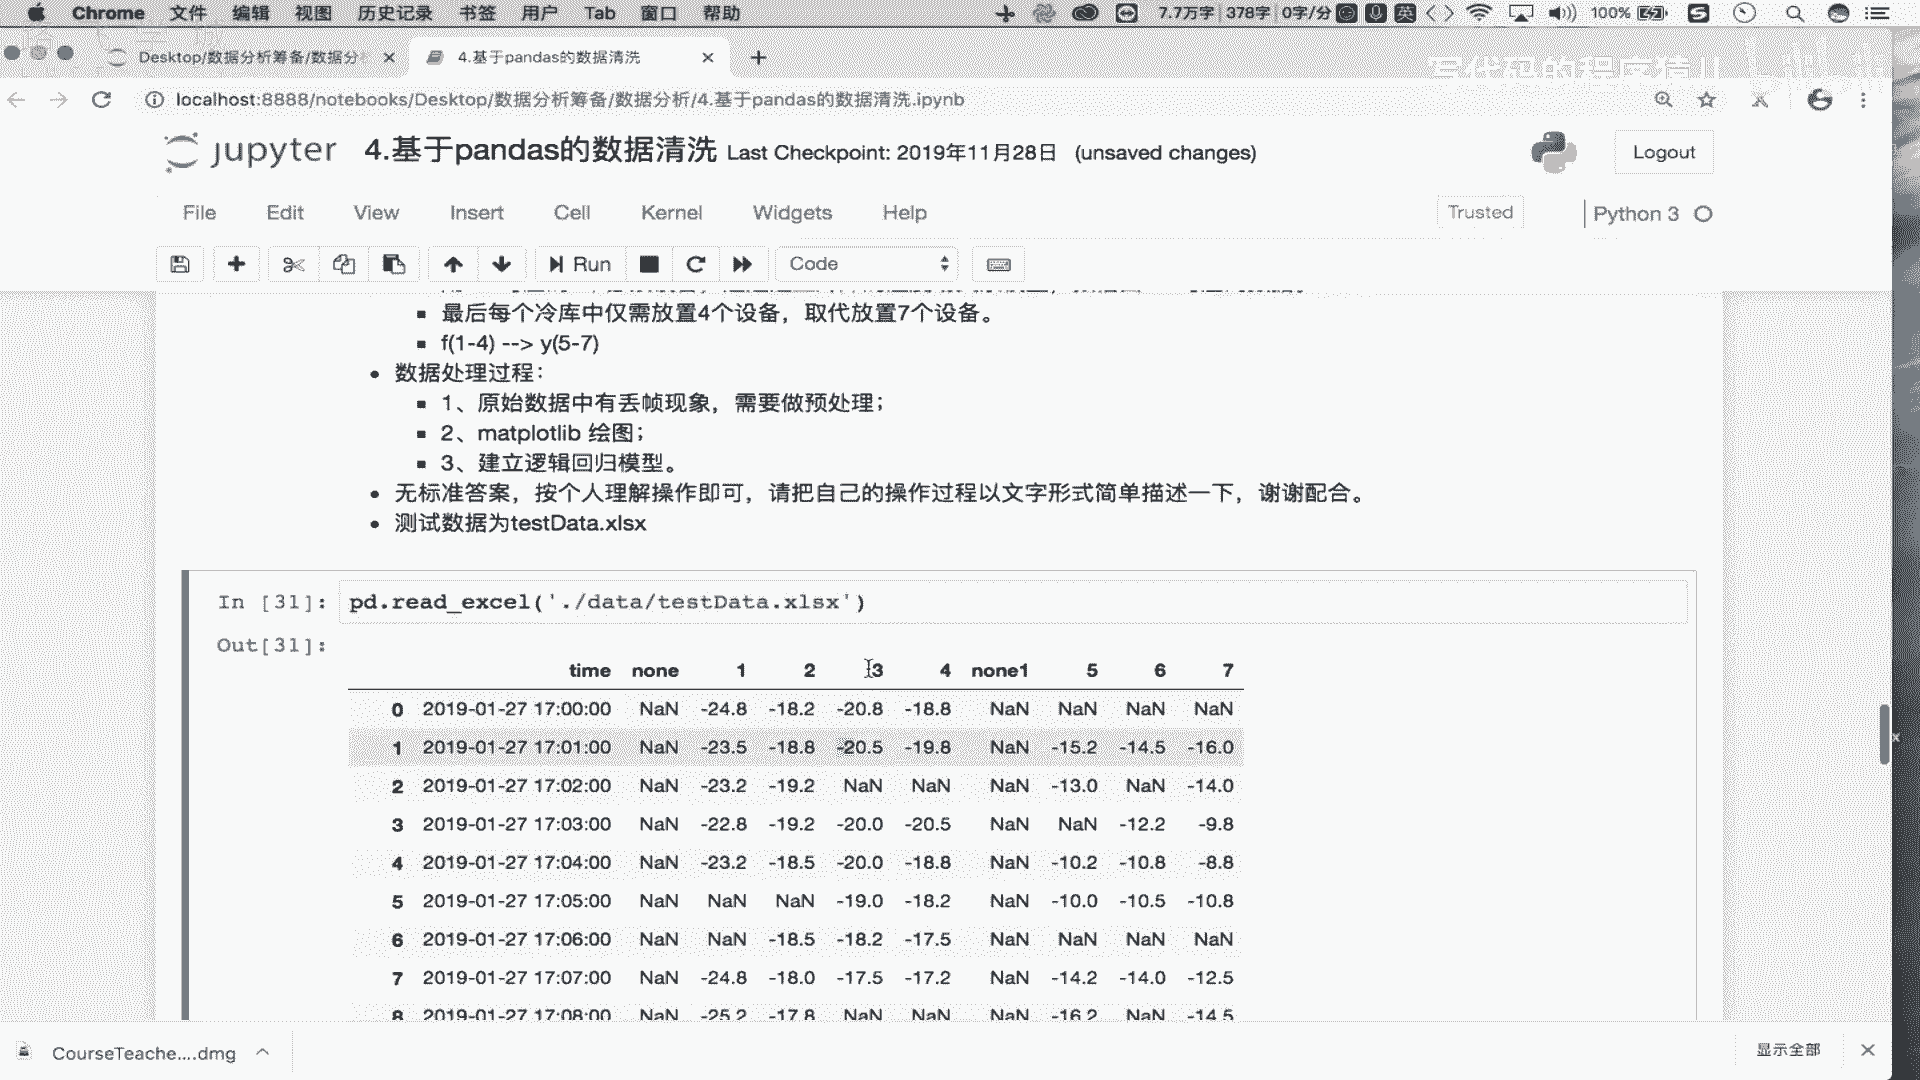 Chrome 文件 编辑 视图 历史记录 书签 用户 Tab 窗口 帮助 7.7万字 378字 0字/分 英 100%
Desktop/数据分析筹备/数据分 4.基于pandas的数据清洗
写代码的程序猿儿
localhost:8888/notebooks/Desktop/数据分析筹备/数据分析/4.基于pandas的数据清洗.ipynb
jupyter 4.基于pandas的数据清洗 Last Checkpoint: 2019年11月28日 (unsaved changes) Logout
File Edit View Insert Cell Kernel Widgets Help Trusted Python 3
Run Code
最后每个冷库中仅需放置4个设备，取代放置7个设备。
f(1-4) --> y(5-7)
数据处理过程：
1、原始数据中有丢帧现象，需要做预处理；
2、matplotlib 绘图；
3、建立逻辑回归模型。
无标准答案，按个人理解操作即可，请把自己的操作过程以文字形式简单描述一下，谢谢配合。
测试数据为testData.xlsx
In [31]: pd.read_excel('./data/testData.xlsx')
Out[31]:
time none 1 2 3 4 none1 5 6 7
0 2019-01-27 17:00:00 NaN -24.8 -18.2 -20.8 -18.8 NaN NaN NaN NaN
1 2019-01-27 17:01:00 NaN -23.5 -18.8 -20.5 -19.8 NaN -15.2 -14.5 -16.0
2 2019-01-27 17:02:00 NaN -23.2 -19.2 NaN NaN NaN -13.0 NaN -14.0
3 2019-01-27 17:03:00 NaN -22.8 -19.2 -20.0 -20.5 NaN NaN -12.2 -9.8
4 2019-01-27 17:04:00 NaN -23.2 -18.5 -20.0 -18.8 NaN -10.2 -10.8 -8.8
5 2019-01-27 17:05:00 NaN NaN NaN -19.0 -18.2 NaN -10.0 -10.5 -10.8
6 2019-01-27 17:06:00 NaN NaN -18.5 -18.2 -17.5 NaN NaN NaN NaN
7 2019-01-27 17:07:00 NaN -24.8 -18.0 -17.5 -17.2 NaN -14.2 -14.0 -12.5
8 2019-01-27 17:08:00 NaN -25.2 -17.8 NaN NaN NaN -16.2 NaN -14.5
CourseTeache....dmg 显示全部